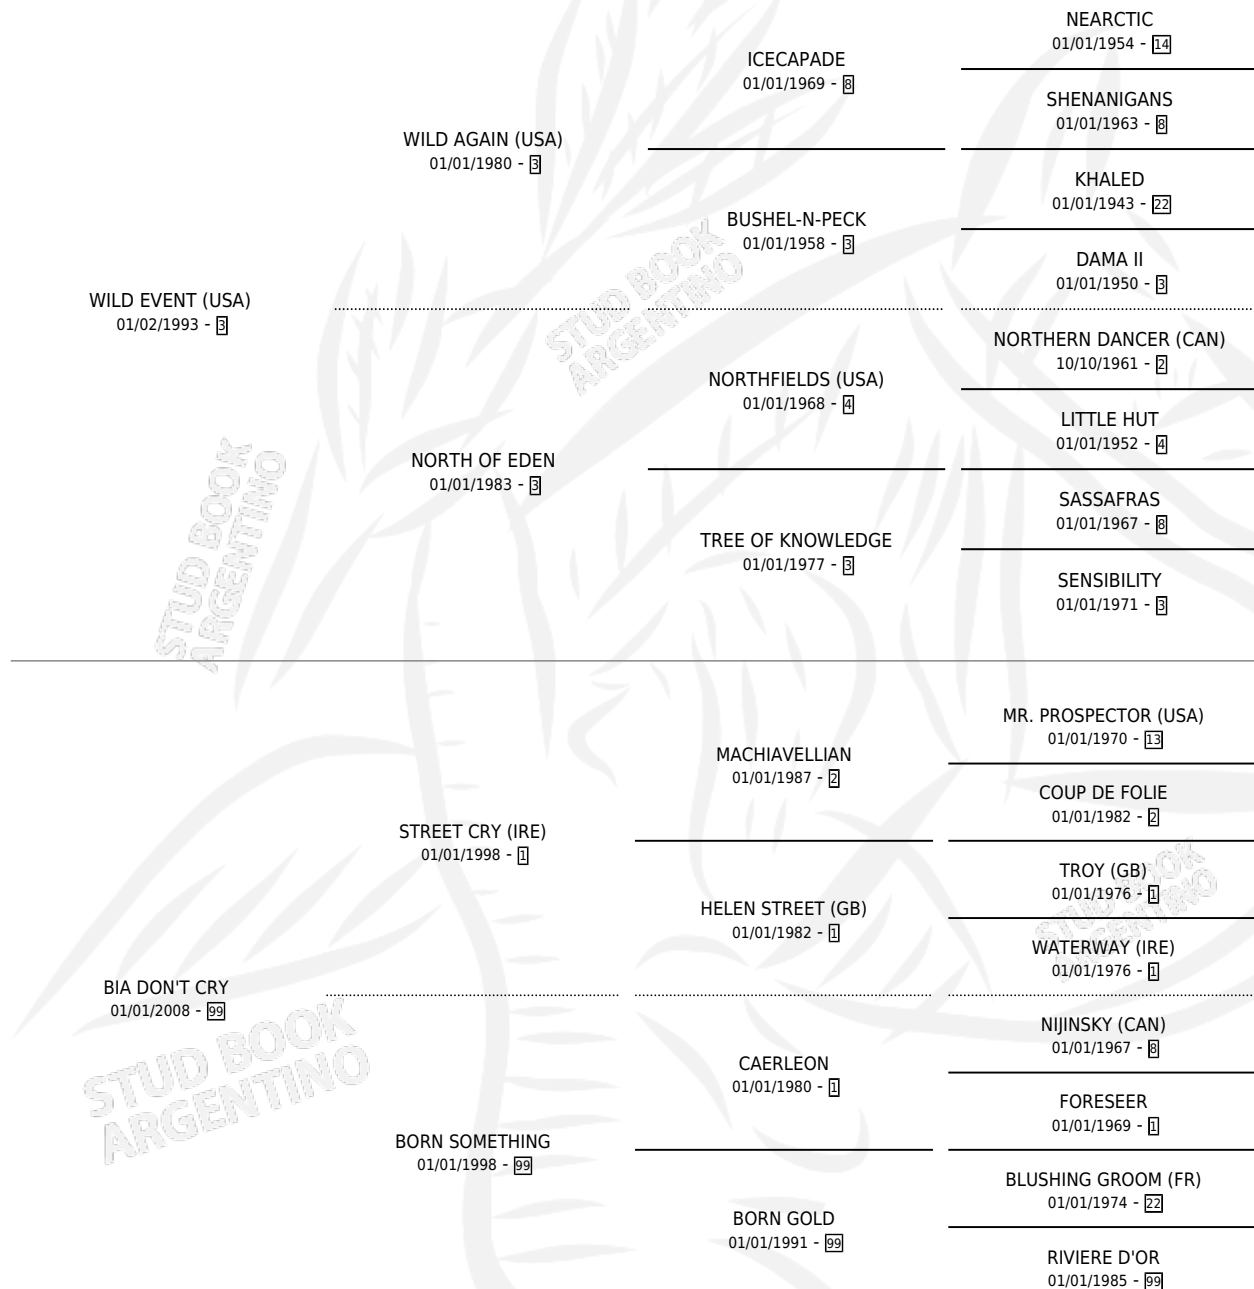 NEARCTIC
01/01/1954 - 14
ICECAPADE
01/01/1969 - 8
SHENANIGANS
01/01/1963 - 8
WILD AGAIN (USA)
01/01/1980 - 3
KHALED
01/01/1943 - 22
BUSHEL-N-PECK
01/01/1958 - 3
DAMA II
01/01/1950 - 3
WILD EVENT (USA)
01/02/1993 - 3
NORTHERN DANCER (CAN)
10/10/1961 - 2
NORTHFIELDS (USA)
01/01/1968 - 4
LITTLE HUT
01/01/1952 - 4
NORTH OF EDEN
01/01/1983 - 3
SASSAFRAS
01/01/1967 - 8
TREE OF KNOWLEDGE
01/01/1977 - 3
SENSIBILITY
01/01/1971 - 3
STUD BOOK
ARGENTINO
STUD BOOK
ARGENTINO
MR. PROSPECTOR (USA)
01/01/1970 - 13
MACHIAVELLIAN
01/01/1987 - 2
COUP DE FOLIE
01/01/1982 - 2
STREET CRY (IRE)
01/01/1998 - 1
TROY (GB)
01/01/1976 - 1
HELEN STREET (GB)
01/01/1982 - 1
WATERWAY (IRE)
01/01/1976 - 1
BIA DON'T CRY
01/01/2008 - 99
NIJINSKY (CAN)
01/01/1967 - 8
CAERLEON
01/01/1980 - 1
FORESEER
01/01/1969 - 1
BORN SOMETHING
01/01/1998 - 99
BLUSHING GROOM (FR)
01/01/1974 - 22
BORN GOLD
01/01/1991 - 99
RIVIERE D'OR
01/01/1985 - 99
STUD BOOK
ARGENTINO
STUD BOOK
ARGENTINO